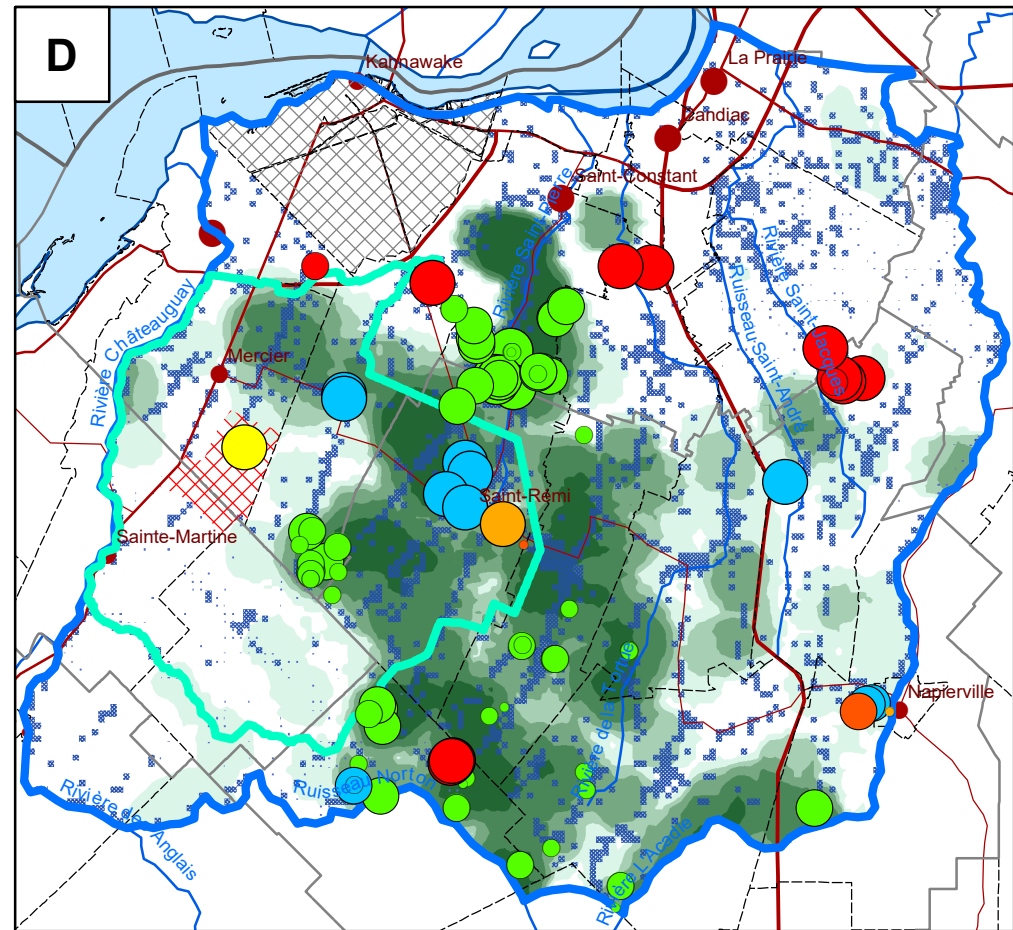 D
Kahnawake
La Prairie
Candiac
Saint-Constant
Rivière Saint-Pierre
Rivière Saint-Jacques
Ruisseau Saint-André
Rivière Châteauguay
Mercier
Saint-Rémi
Sainte-Martine
Rivière de la Tortue
Napierville
Ruisseau Norton
Rivière des Anglais
Rivière L'Acadie